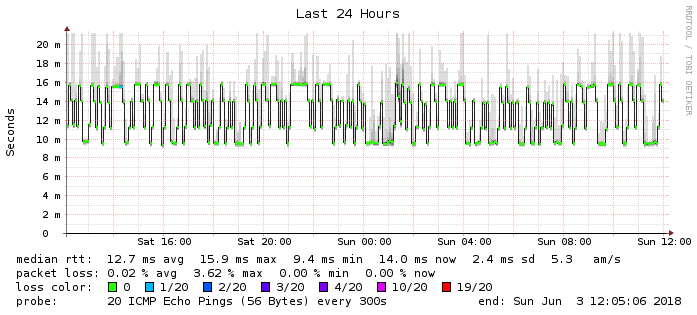 Last 24 Hours
RRDTOOL / TOBI OETIKER
Seconds
20 m
18 m
16 m
14 m
12 m
10 m
8 m
6 m
4 m
2 m
0
Sat 16:00 Sat 20:00 Sun 00:00 Sun 04:00 Sun 08:00 Sun 12:00
median rtt: 12.7 ms avg 15.9 ms max 9.4 ms min 14.0 ms now 2.4 ms sd 5.3 am/s
packet loss: 0.02 % avg 3.62 % max 0.00 % min 0.00 % now
loss color: 0 1/20 2/20 3/20 4/20 10/20 19/20
probe: 20 ICMP Echo Pings (56 Bytes) every 300s end: Sun Jun 3 12:05:06 2018